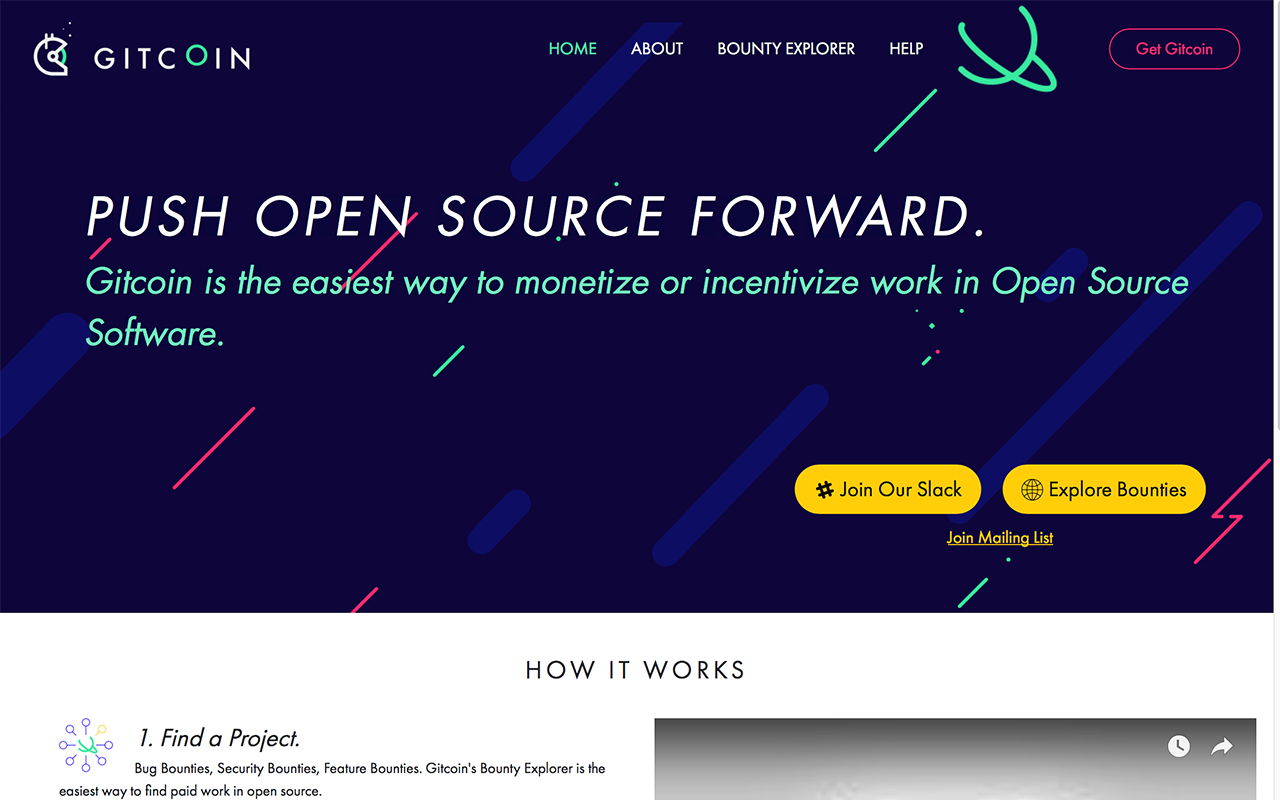 GITCOIN
HOME ABOUT BOUNTY EXPLORER HELP Get Gitcoin
PUSH OPEN SOURCE FORWARD.
Gitcoin is the easiest way to monetize or incentivize work in Open Source
Software.
Join Our Slack Explore Bounties
Join Mailing List
HOW IT WORKS
1. Find a Project.
Bug Bounties, Security Bounties, Feature Bounties. Gitcoin's Bounty Explorer is the
easiest way to find paid work in open source.